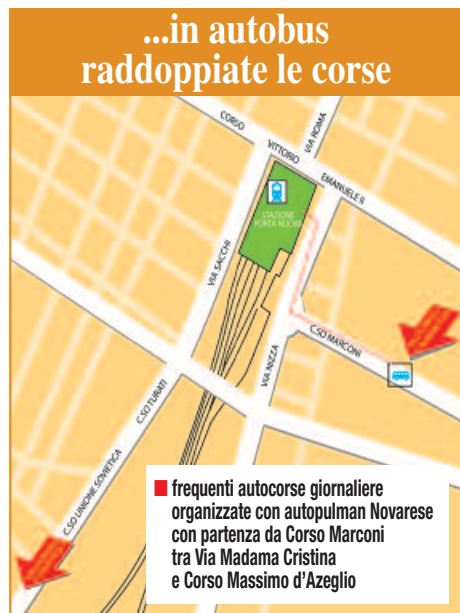 ...in autobus
raddoppiate le corse
CORSO
VITTORIO
EMANUELE II
VIA ROMA
STAZIONE
PORTA NUOVA
VIA SACCHI
C.SO MARCONI
VIA NIZZA
C.SO TURATI
C.SO UNIONE SOVIETICA
frequenti autocorse giornaliere
organizzate con autopulman Novarese
con partenza da Corso Marconi
tra Via Madama Cristina
e Corso Massimo d'Azeglio